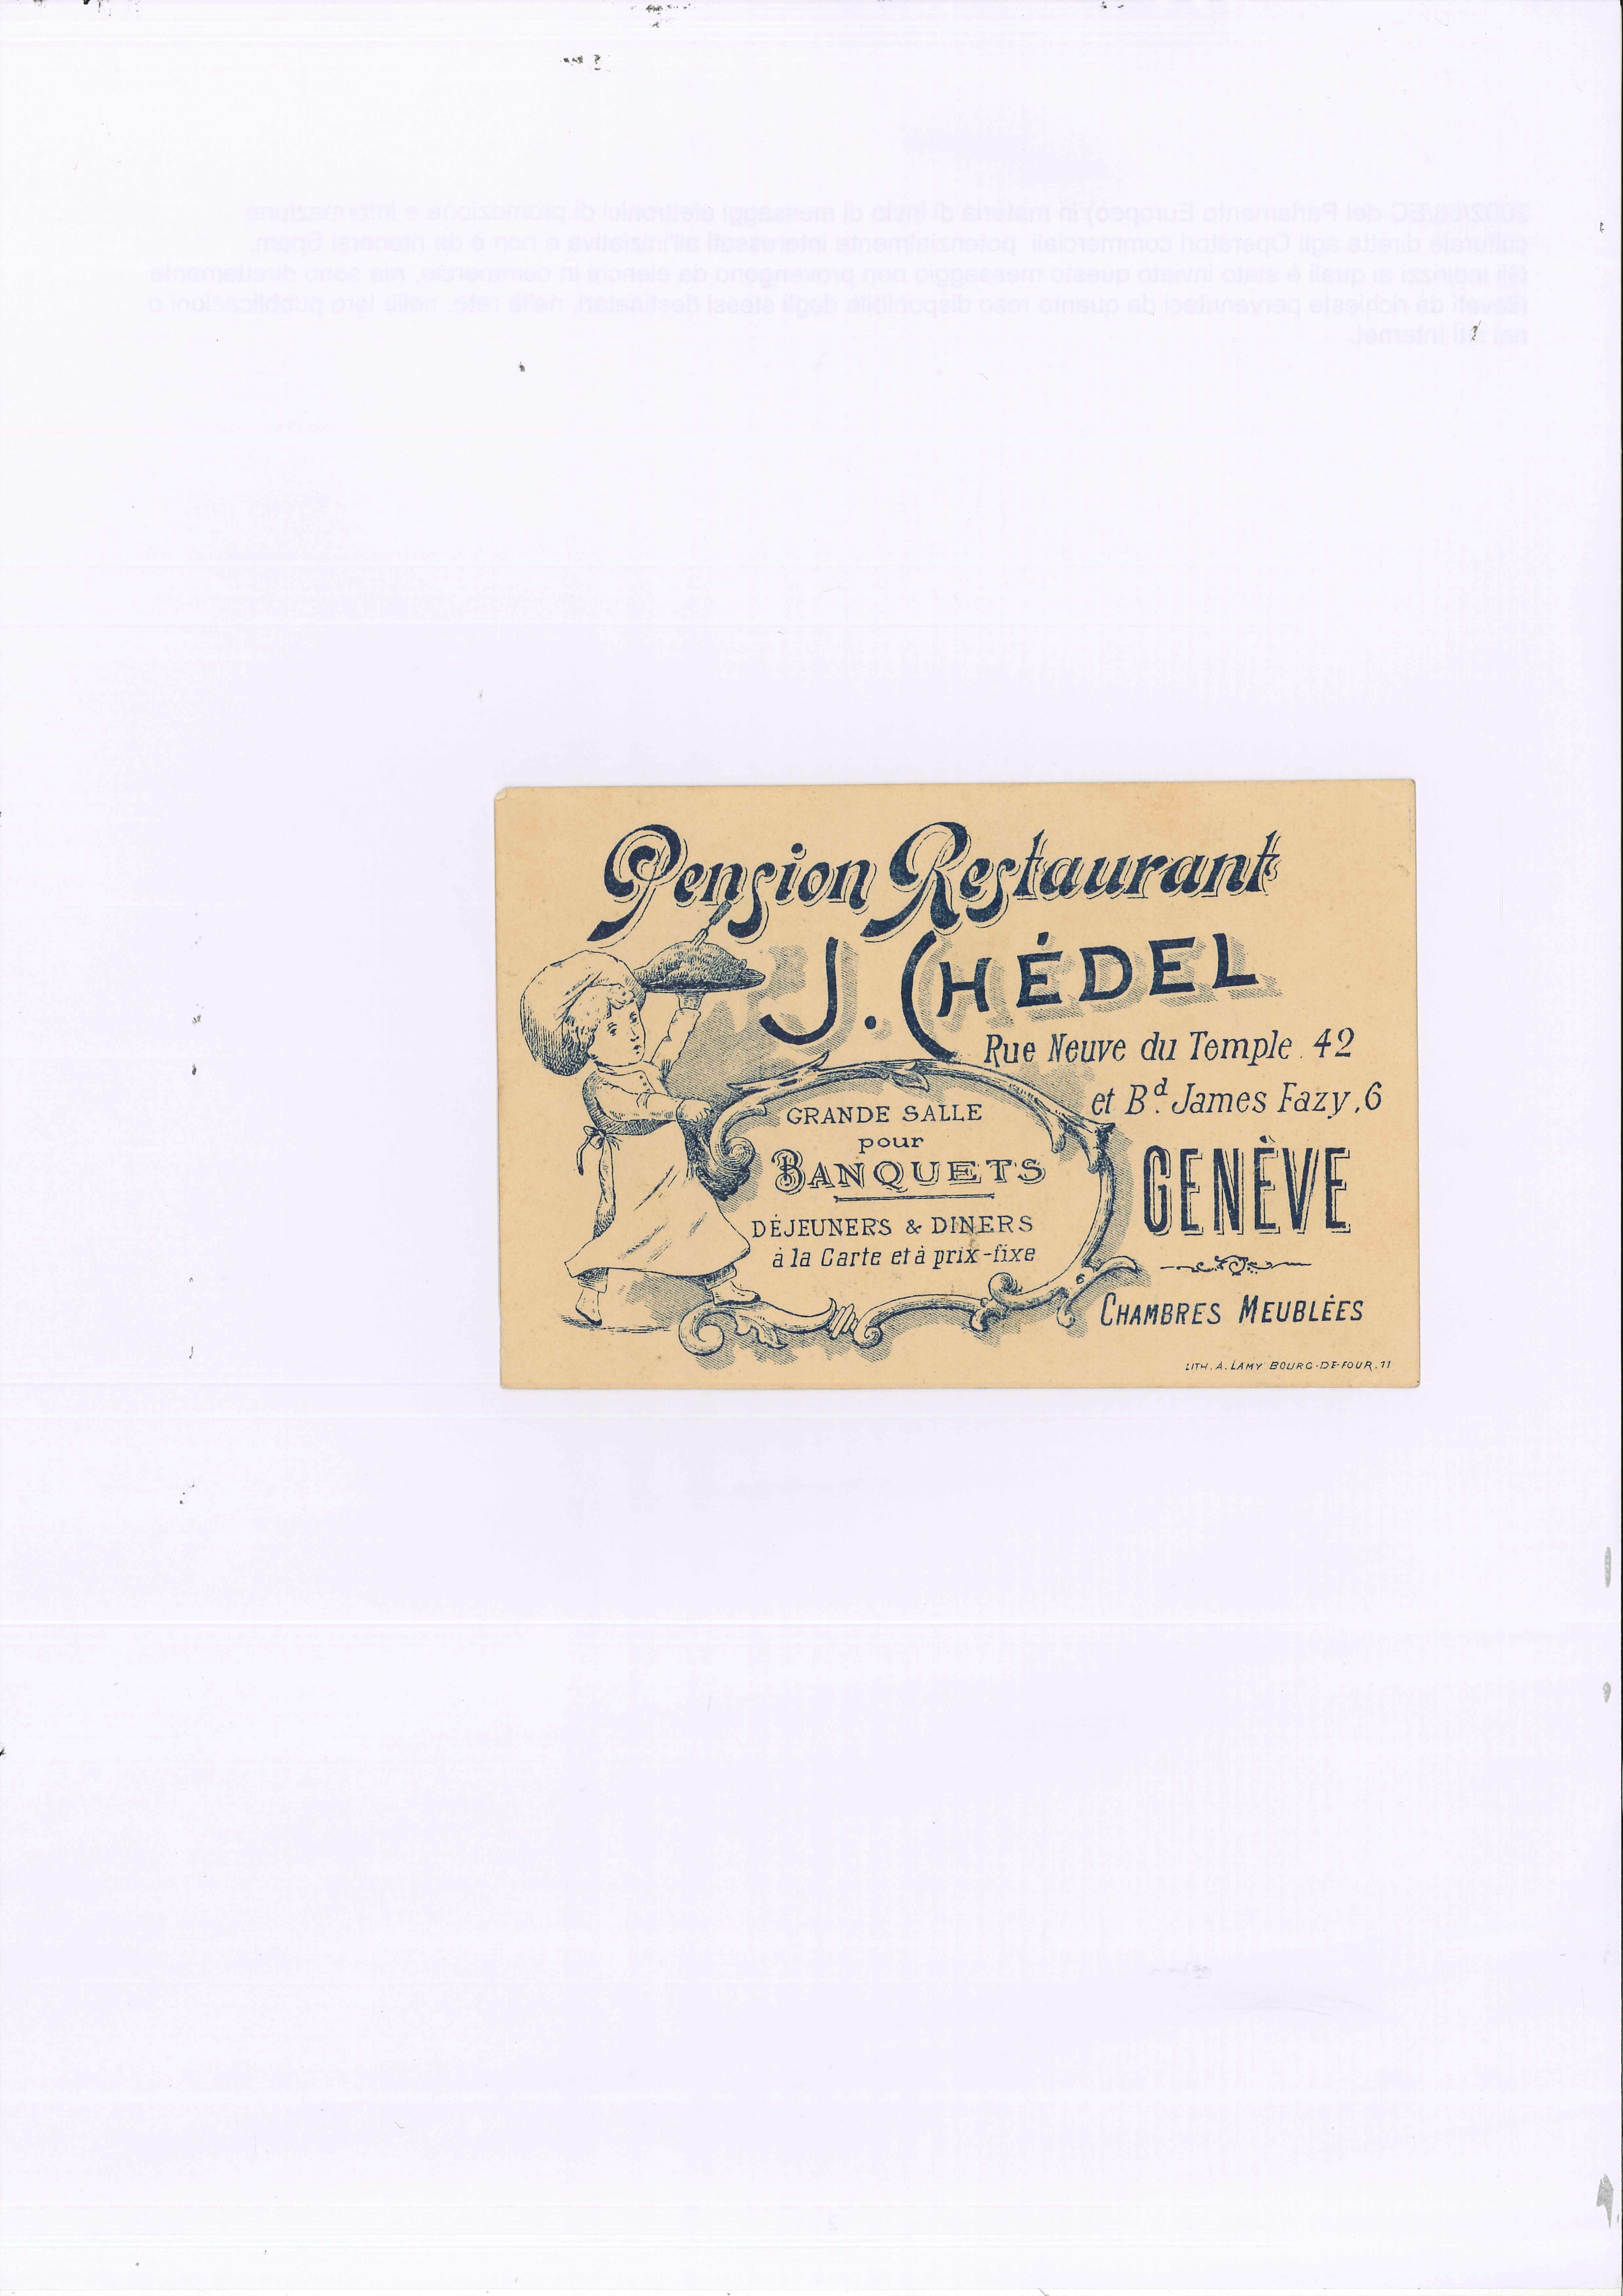 Pension Restaurant
J. CHÉDEL
Rue Neuve du Temple. 42
et Bd. James Fazy, 6
GENÈVE
CHAMBRES MEUBLÉES
GRANDE SALLE
pour
BANQUETS
DÉJEUNERS & DINERS
à la Carte et à prix-fixe
LITH. A. LAMY BOURG-DE-FOUR. 11